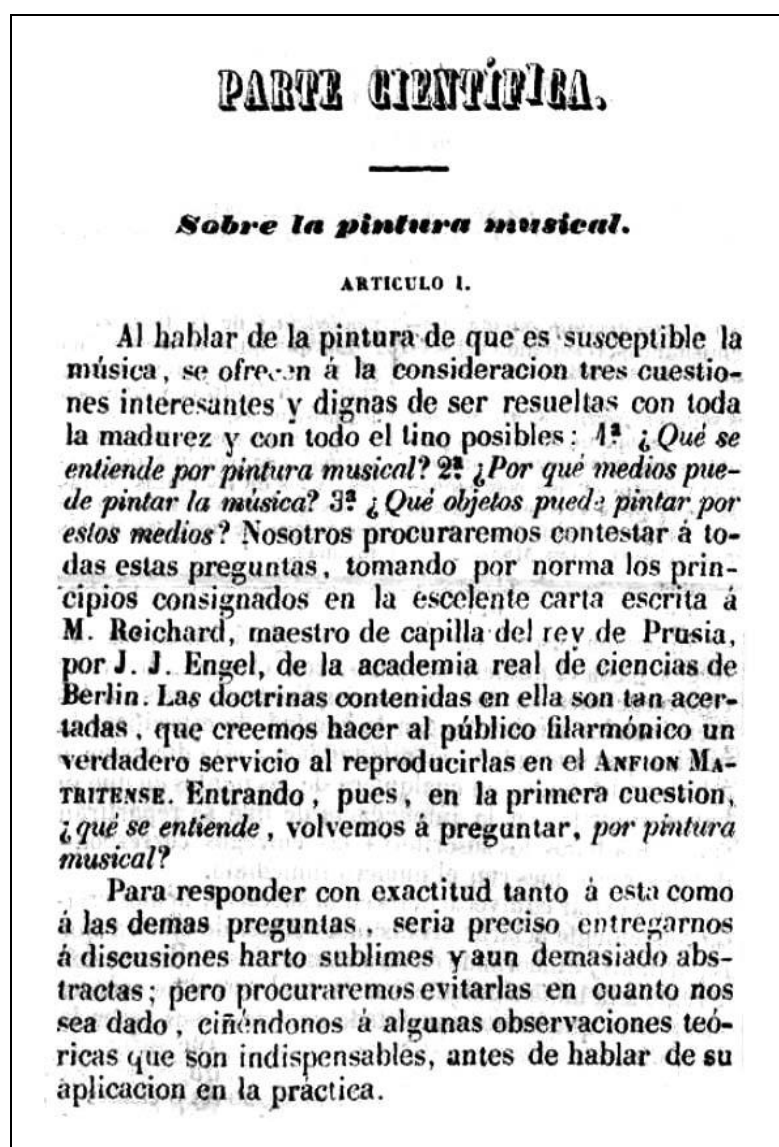 PARTE CIENTÍFICA.
Sobre la pintura musical.
ARTICULO I.
Al hablar de la pintura de que es susceptible la
música, se ofrecen á la consideracion tres cuestio-
nes interesantes y dignas de ser resueltas con toda
la madurez y con todo el tino posibles: 1.ª ¿Qué se
entiende por pintura musical? 2.ª ¿Por qué medios pue-
de pintar la música? 3.ª ¿Qué objetos puede pintar por
estos medios? Nosotros procuraremos contestar á to-
das estas preguntas, tomando por norma los prin-
cipios consignados en la escelente carta escrita á
M. Reichard, maestro de capilla del rey de Prusia,
por J. J. Engel, de la academia real de ciencias de
Berlin. Las doctrinas contenidas en ella son tan acer-
tadas, que creemos hacer al público filarmónico un
verdadero servicio al reproducirlas en el ANFION MA-
TRITENSE. Entrando, pues, en la primera cuestion,
¿qué se entiende, volvemos á preguntar, por pintura
musical?
Para responder con exactitud tanto á esta como
á las demas preguntas, seria preciso entregarnos
á discusiones harto sublimes y aun demasiado abs-
tractas; pero procuraremos evitarlas en cuanto nos
sea dado, ciñéndonos á algunas observaciones teó-
ricas que son indispensables, antes de hablar de su
aplicacion en la práctica.